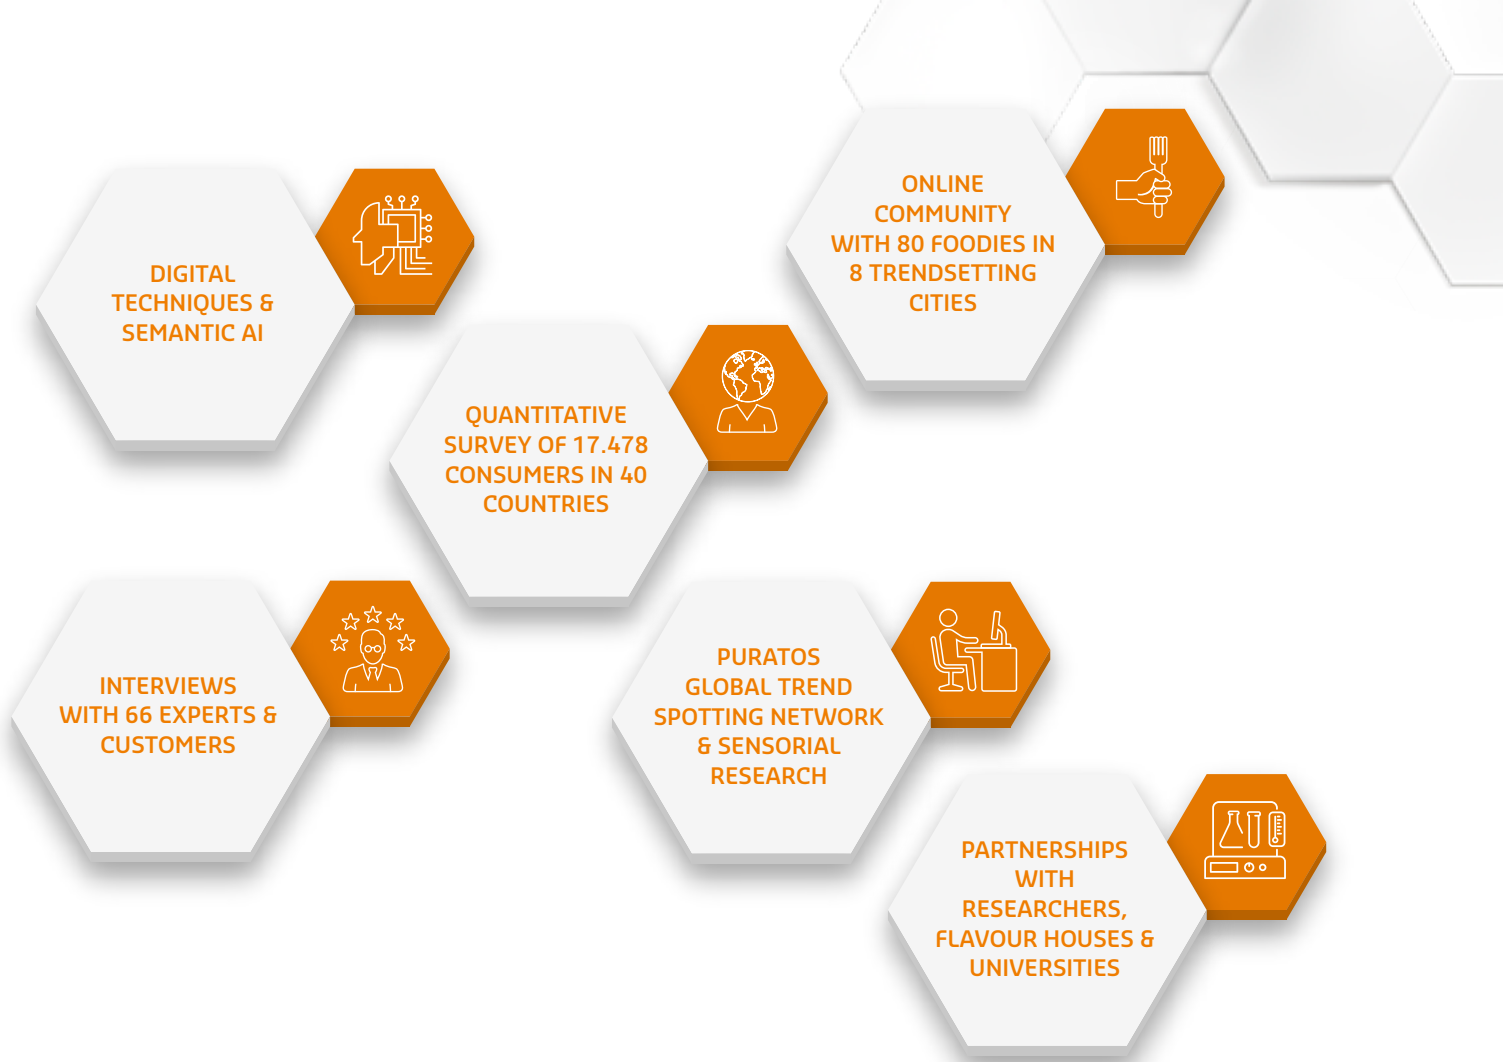 DIGITAL
TECHNIQUES &
SEMANTIC AI
QUANTITATIVE
SURVEY OF 17.478
CONSUMERS IN 40
COUNTRIES
ONLINE
COMMUNITY
WITH 80 FOODIES IN
8 TRENDSETTING
CITIES
INTERVIEWS
WITH 66 EXPERTS &
CUSTOMERS
PURATOS
GLOBAL TREND
SPOTTING NETWORK
& SENSORIAL
RESEARCH
PARTNERSHIPS
WITH
RESEARCHERS,
FLAVOUR HOUSES &
UNIVERSITIES